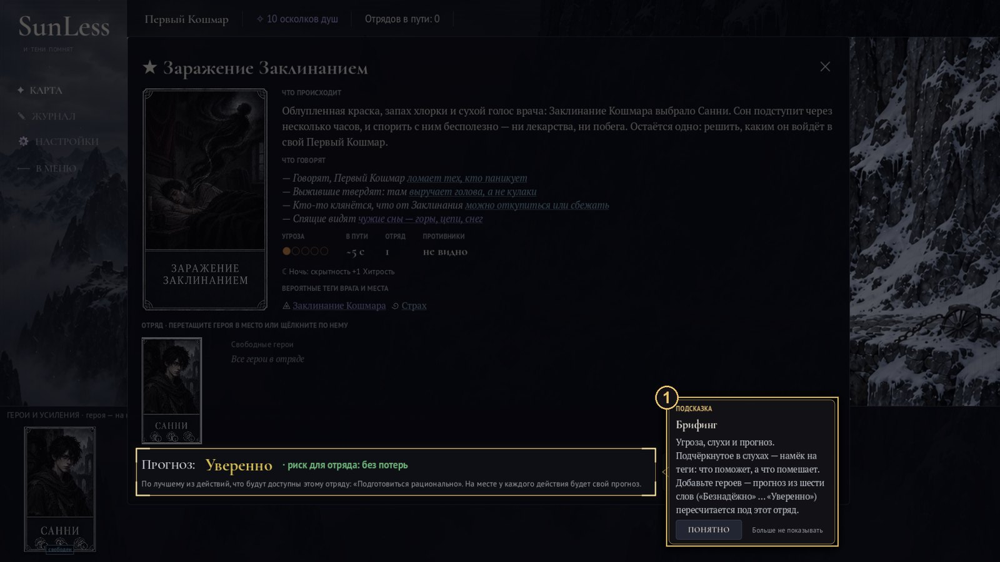 SunLess
И ТЕНИ ПОМНЯТ
Первый Кошмар
✧ 10 осколков душ
Отрядов в пути: 0
✦ КАРТА
ЖУРНАЛ
НАСТРОЙКИ
— В МЕНЮ
★ Заражение Заклинанием
ЗАРАЖЕНИЕ
ЗАКЛИНАНИЕМ
ЧТО ПРОИСХОДИТ
Облупленная краска, запах хлорки и сухой голос врача: Заклинание Кошмара выбрало Санни. Сон подступит через
несколько часов, и спорить с ним бесполезно — ни лекарства, ни побега. Остаётся одно: решить, каким он войдёт в
свой Первый Кошмар.
ЧТО ГОВОРЯТ
— Говорят, Первый Кошмар ломает тех, кто паникует
— Выжившие твердят: там выручает голова, а не кулаки
— Кто-то клянётся, что от Заклинания можно откупиться или сбежать
— Спящие видят чужие сны — горы, цепи, снег
УГРОЗА
В ПУТИ
~5 с
ОТРЯД
1
ПРОТИВНИКИ
не видно
☾ Ночь: скрытность +1 Хитрость
ВЕРОЯТНЫЕ ТЕГИ ВРАГА И МЕСТА
Заклинание Кошмара
Страх
ОТРЯД · ПЕРЕТАЩИТЕ ГЕРОЯ В МЕСТО ИЛИ ЩЁЛКНИТЕ ПО НЕМУ
САННИ
Свободные герои
Все герои в отряде
ГЕРОИ И УСИЛЕНИЯ · героя — на
САННИ
свободен
Прогноз: Уверенно · риск для отряда: без потерь
По лучшему из действий, что будут доступны этому отряду: «Подготовиться рационально». На месте у каждого действия будет свой прогноз.
1
ПОДСКАЗКА
Брифинг
Угроза, слухи и прогноз.
Подчёркнутое в слухах — намёк на
теги: что поможет, а что помешает.
Добавьте героев — прогноз из шести
слов («Безнадёжно» … «Уверенно»)
пересчитается под этот отряд.
ПОНЯТНО
Больше не показывать